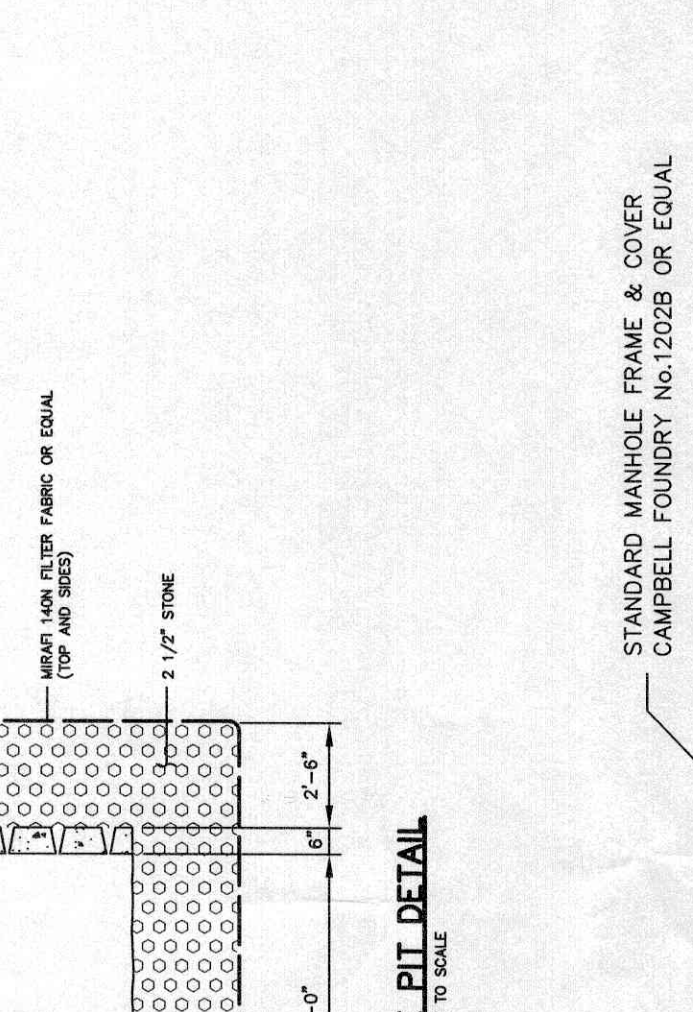 MIRAFI 140N FILTER FABRIC OR EQUAL
(TOP AND SIDES)
2 1/2" STONE
2'-6"
6"
-0"
PIT DETAIL
TO SCALE
STANDARD MANHOLE FRAME & COVER
CAMPBELL FOUNDRY No.1202B OR EQUAL